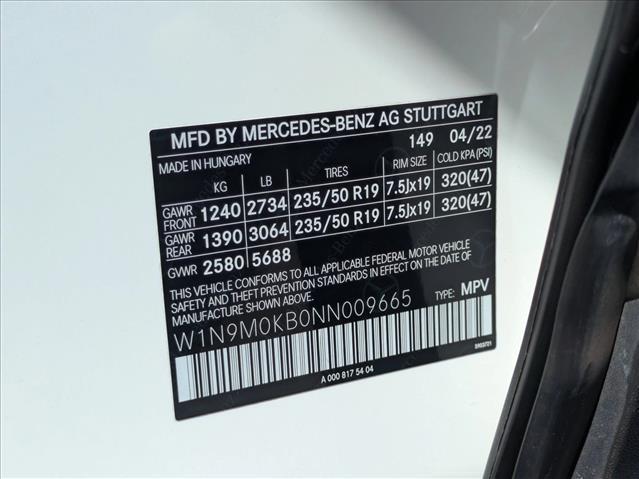 MFD BY MERCEDES-BENZ AG STUTTGART
MADE IN HUNGARY 149 04/22
KG LB TIRES RIM SIZE COLD KPA(PSI)
GAWR FRONT 1240 2734 235/50 R19 7.5Jx19 320(47)
GAWR REAR 1390 3064 235/50 R19 7.5Jx19 320(47)
GVWR 2580 5688
THIS VEHICLE CONFORMS TO ALL APPLICABLE FEDERAL MOTOR VEHICLE
SAFETY AND THEFT PREVENTION STANDARDS IN EFFECT ON THE DATE OF
MANUFACTURE SHOWN ABOVE.
W1N9M0KB0NN009665 TYPE: MPV
A 000 817 54 04